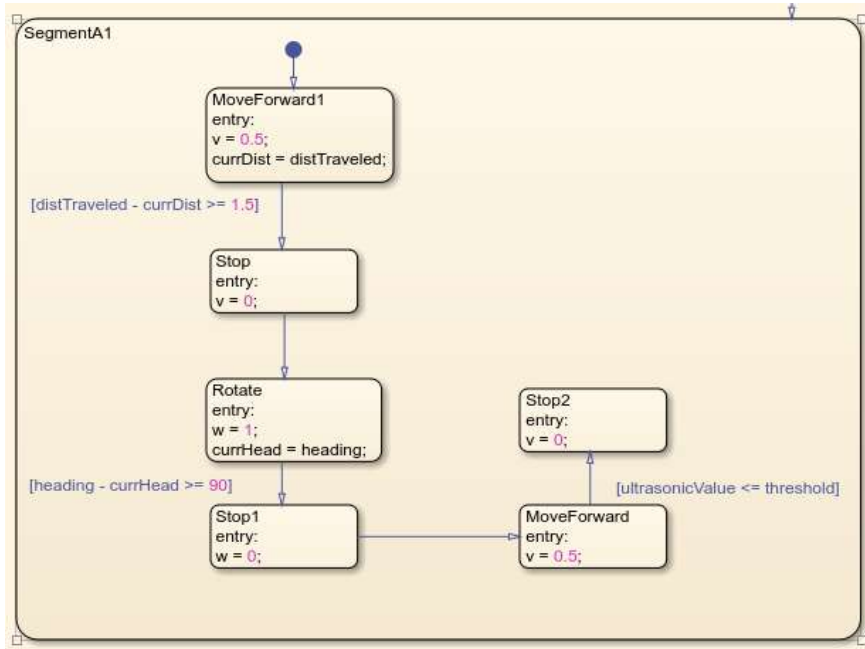 SegmentA1
MoveForward1
entry:
v = 0.5;
currDist = distTraveled;
[distTraveled - currDist >= 1.5]
Stop
entry:
v = 0;
Rotate
entry:
w = 1;
currHead = heading;
[heading - currHead >= 90]
Stop1
entry:
w = 0;
Stop2
entry:
v = 0;
[ultrasonicValue <= threshold]
MoveForward
entry:
v = 0.5;